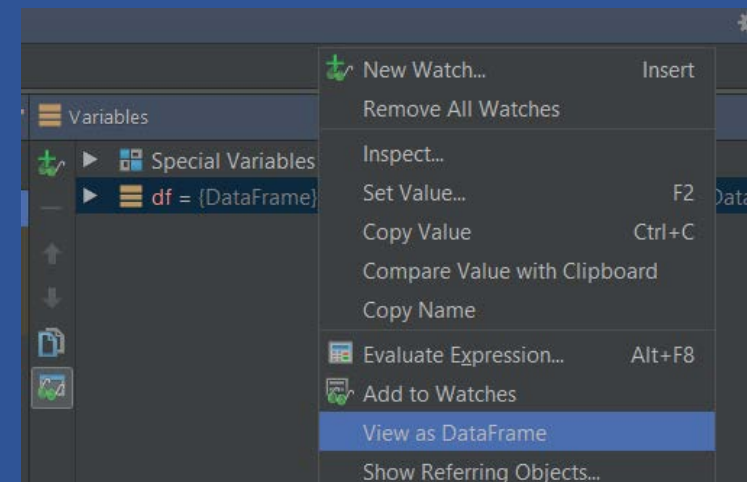 New Watch... Insert
Remove All Watches
Variables
Inspect...
Special Variables
Set Value... F2
df = {DataFrame}
Copy Value Ctrl+C
Compare Value with Clipboard
Copy Name
Evaluate Expression... Alt+F8
Add to Watches
View as DataFrame
Show Referring Objects...